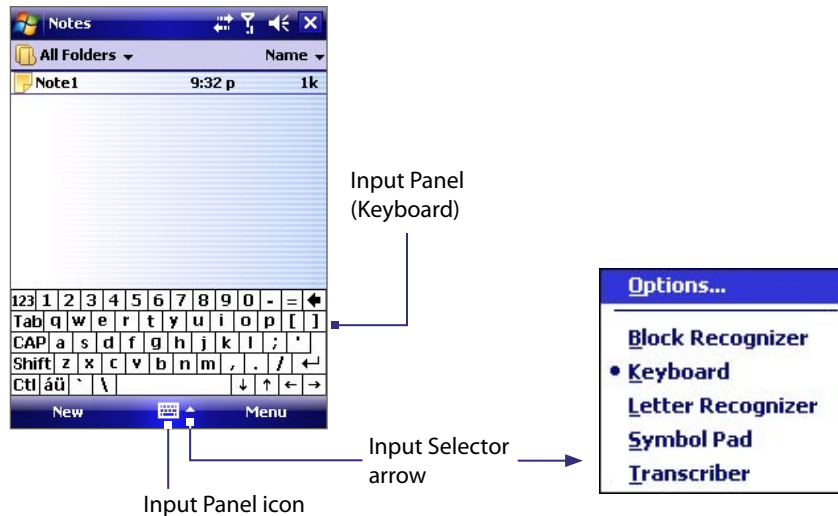 Notes
All Folders Name
Note1 9:32 p 1k
Input Panel
(Keyboard)
123 1 2 3 4 5 6 7 8 9 0 - =
Tab q w e r t y u i o p [ ]
CAP a s d f g h j k l ; '
Shift z x c v b n m , . /
Ctl áü ` \ ↓ ↑ ← →
New Menu
Input Selector
arrow
Input Panel icon
Options...
Block Recognizer
Keyboard
Letter Recognizer
Symbol Pad
Transcriber